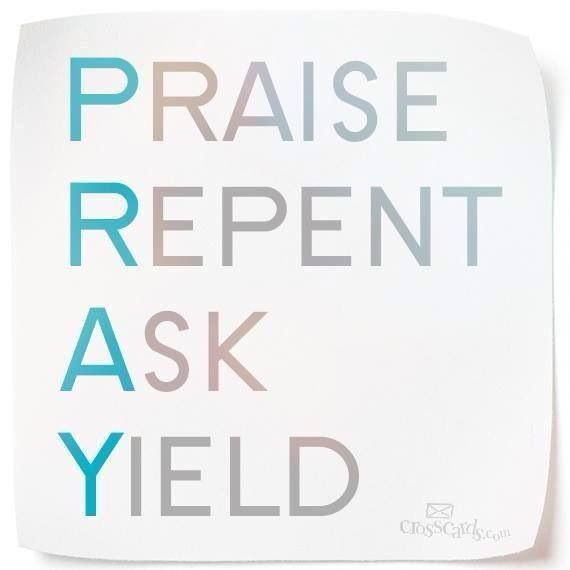 PRAISE
REPENT
ASK
YIELD
crosscards.com